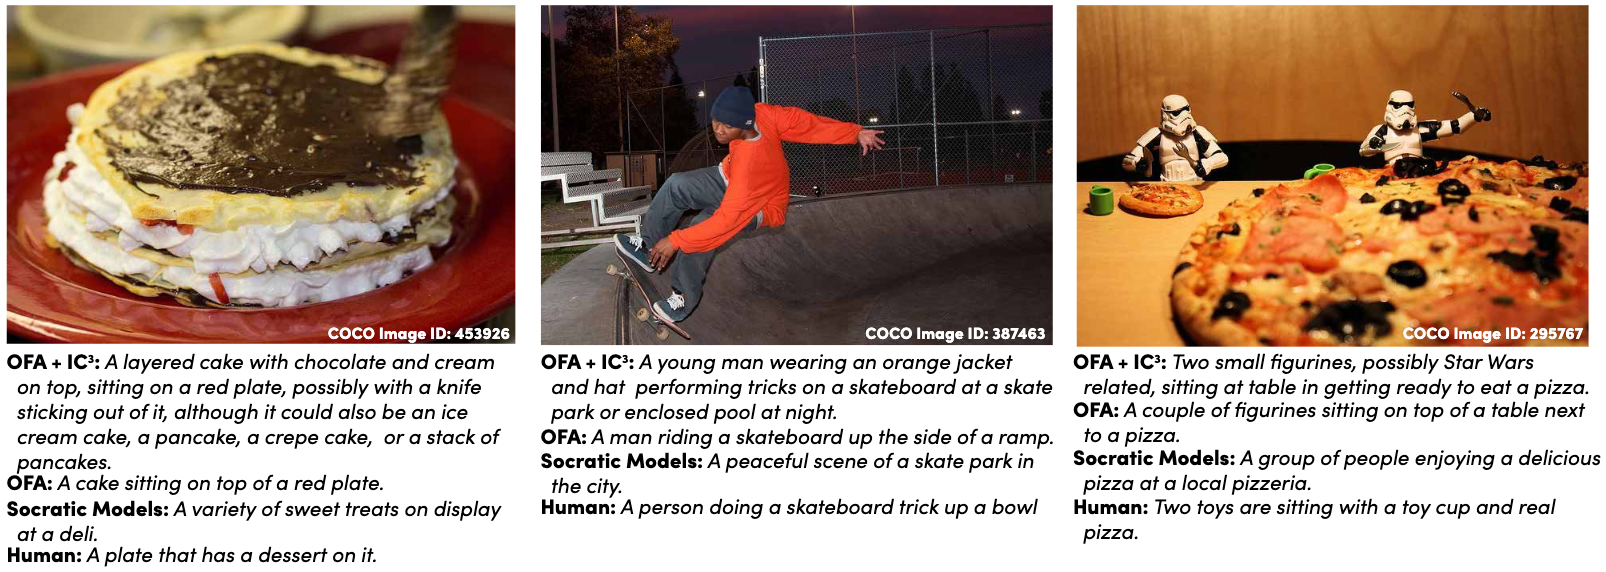 COCO Image ID: 453926
OFA + IC³: A layered cake with chocolate and cream
on top, sitting on a red plate, possibly with a knife
sticking out of it, although it could also be an ice
cream cake, a pancake, a crepe cake, or a stack of
pancakes.
OFA: A cake sitting on top of a red plate.
Socratic Models: A variety of sweet treats on display
at a deli.
Human: A plate that has a dessert on it.
COCO Image ID: 387463
OFA + IC³: A young man wearing an orange jacket
and hat performing tricks on a skateboard at a skate
park or enclosed pool at night.
OFA: A man riding a skateboard up the side of a ramp.
Socratic Models: A peaceful scene of a skate park in
the city.
Human: A person doing a skateboard trick up a bowl
COCO Image ID: 295767
OFA + IC³: Two small figurines, possibly Star Wars
related, sitting at table in getting ready to eat a pizza.
OFA: A couple of figurines sitting on top of a table next
to a pizza.
Socratic Models: A group of people enjoying a delicious
pizza at a local pizzeria.
Human: Two toys are sitting with a toy cup and real
pizza.